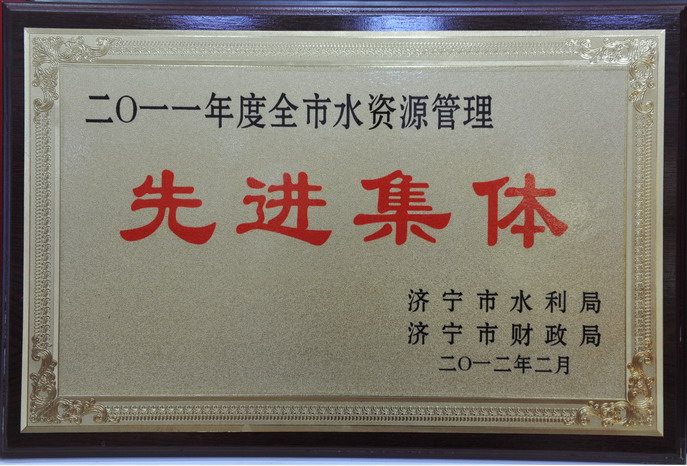 二〇一一年度全市水资源管理
先进集体
济宁市水利局
济宁市财政局
二〇一二年二月